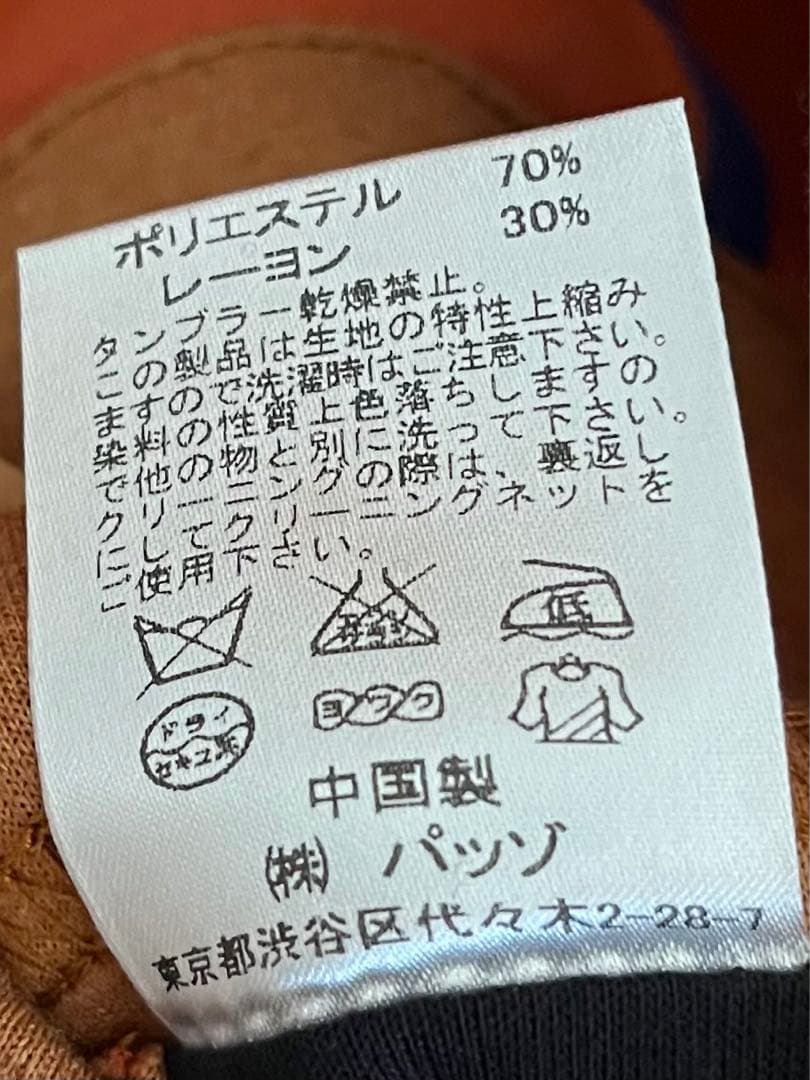 ポリエステル 70%
レーヨン 30%
タンブラー乾燥禁止。
この製品は生地の特性上縮み
ますので洗濯時はご注意下さい。
染料の性質上色落ちしますの
で他の物と別に洗って下さい。
クリーニングの際は、裏返し
にしてクリーニングネットを
ご使用下さい。
低
ドライ
セキユ系
ヨワク
中国製
㈱ パッゾ
東京都渋谷区代々木2-28-7